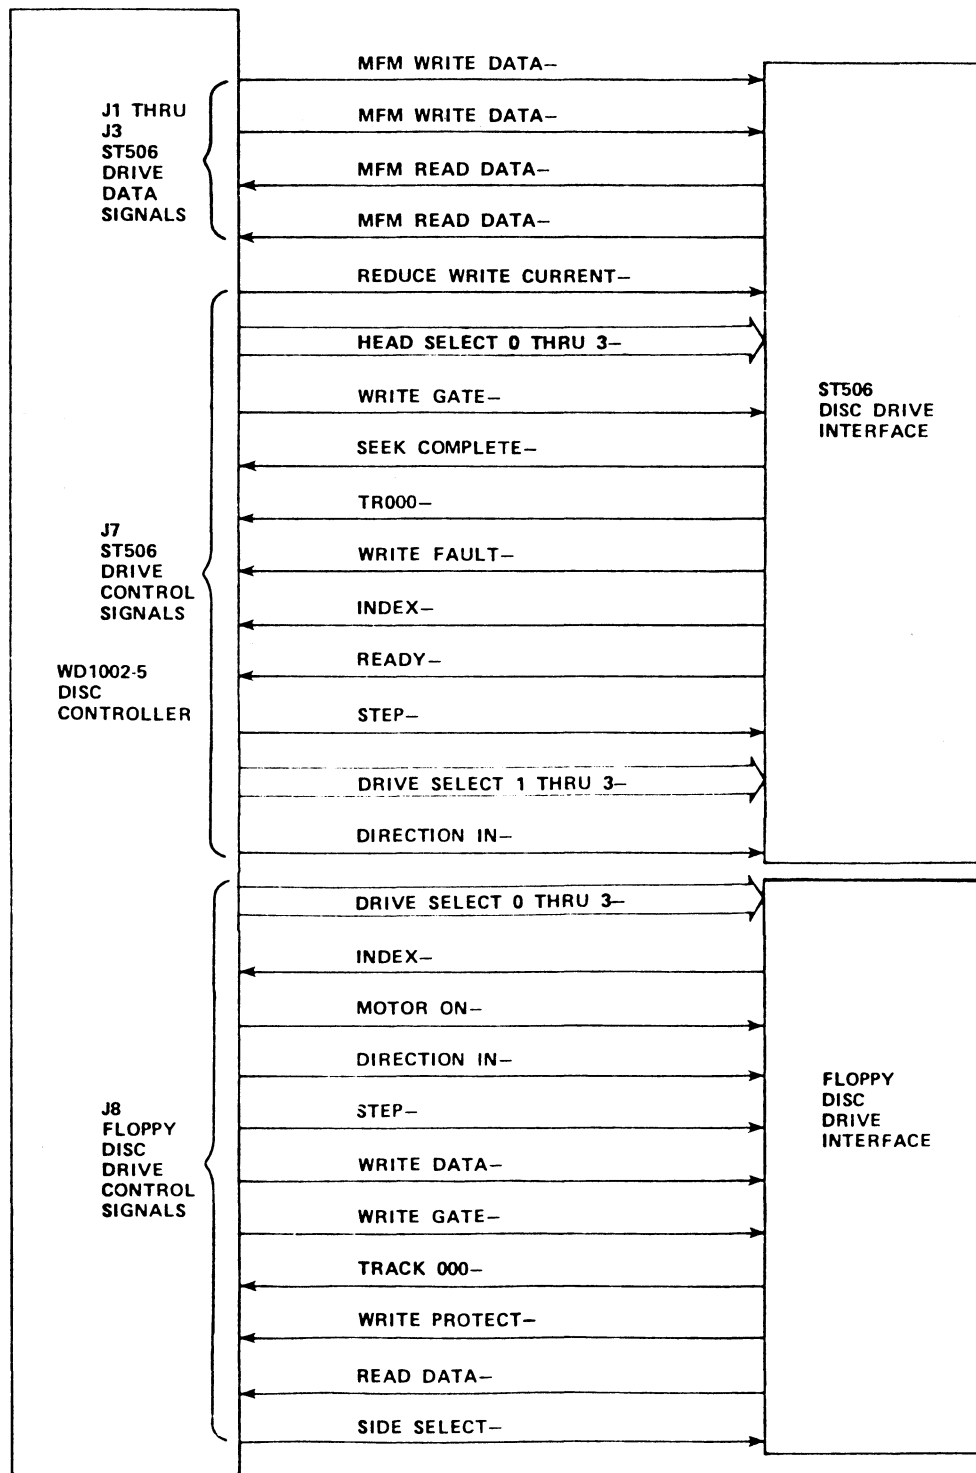 J1 THRU
J3
ST506
DRIVE
DATA
SIGNALS
MFM WRITE DATA–
MFM WRITE DATA–
MFM READ DATA–
MFM READ DATA–
J7
ST506
DRIVE
CONTROL
SIGNALS
REDUCE WRITE CURRENT–
HEAD SELECT 0 THRU 3–
WRITE GATE–
SEEK COMPLETE–
TR000–
WRITE FAULT–
INDEX–
READY–
STEP–
DRIVE SELECT 1 THRU 3–
DIRECTION IN–
WD1002-5
DISC
CONTROLLER
ST506
DISC DRIVE
INTERFACE
J8
FLOPPY
DISC
DRIVE
CONTROL
SIGNALS
DRIVE SELECT 0 THRU 3–
INDEX–
MOTOR ON–
DIRECTION IN–
STEP–
WRITE DATA–
WRITE GATE–
TRACK 000–
WRITE PROTECT–
READ DATA–
SIDE SELECT–
FLOPPY
DISC
DRIVE
INTERFACE